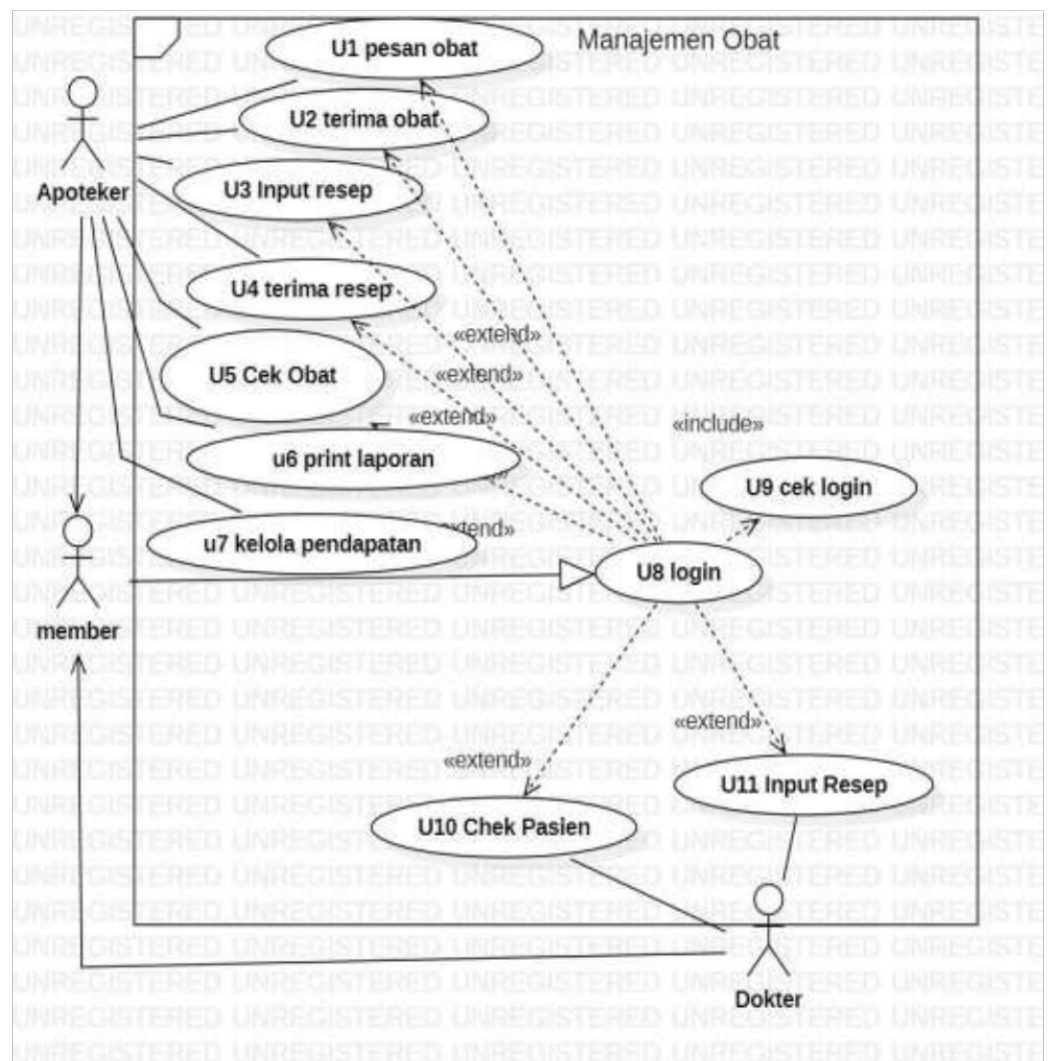 Manajemen Obat
U1 pesan obat
U2 terima obat
Apoteker
U3 Input resep
U4 terima resep
«extend»
U5 Cek Obat
«extend»
«extend»
«include»
u6 print laporan
U9 cek login
u7 kelola pendapatan
tend»
U8 login
member
«extend»
«extend»
U11 Input Resep
U10 Chek Pasien
Dokter
UNREGISTERED